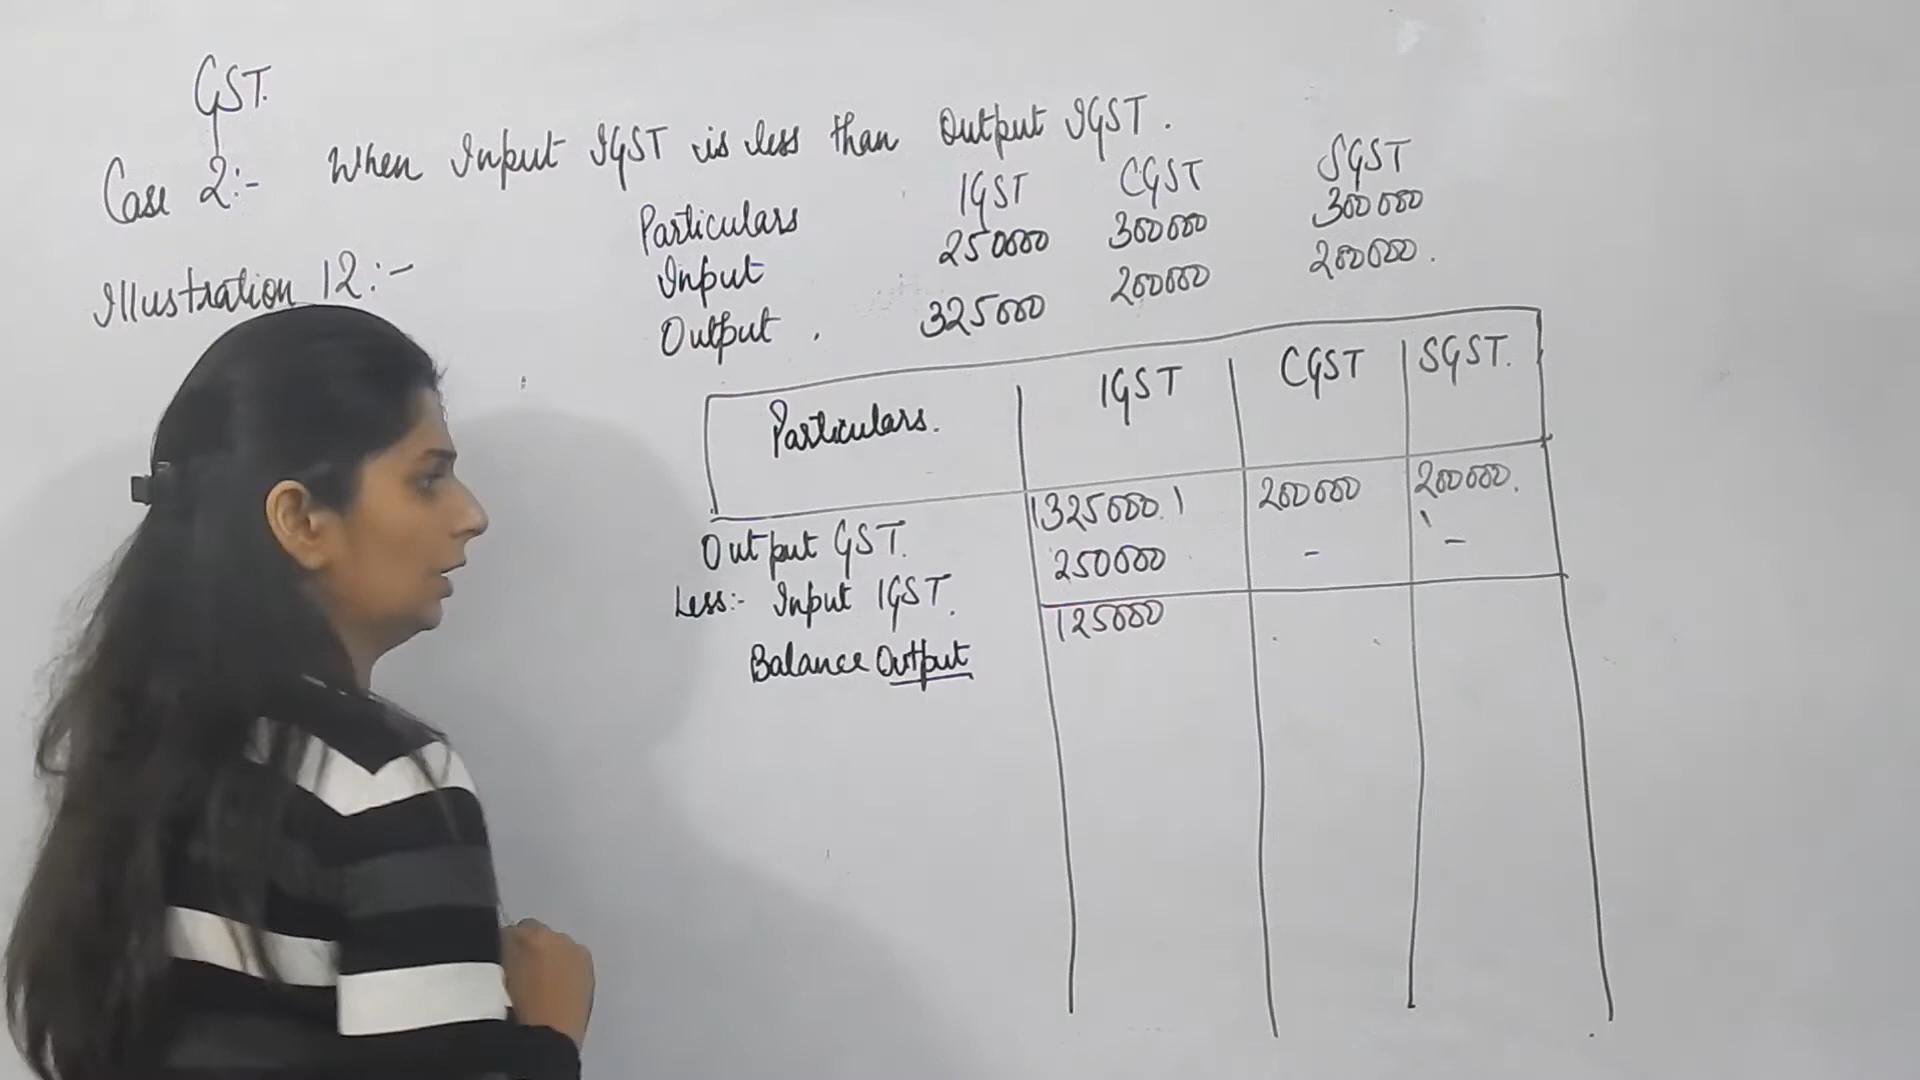 GST.
Case 2:- When Input IGST is less than Output IGST.
Particulars IGST CGST SGST
Illustration 12:- Input 250000 300000 300000
Output . 325000 200000 200000.
Particulars. IGST CGST SGST.
Output GST. 325000. 200000 200000.
Less:- Input IGST. 250000 - -
Balance Output 125000